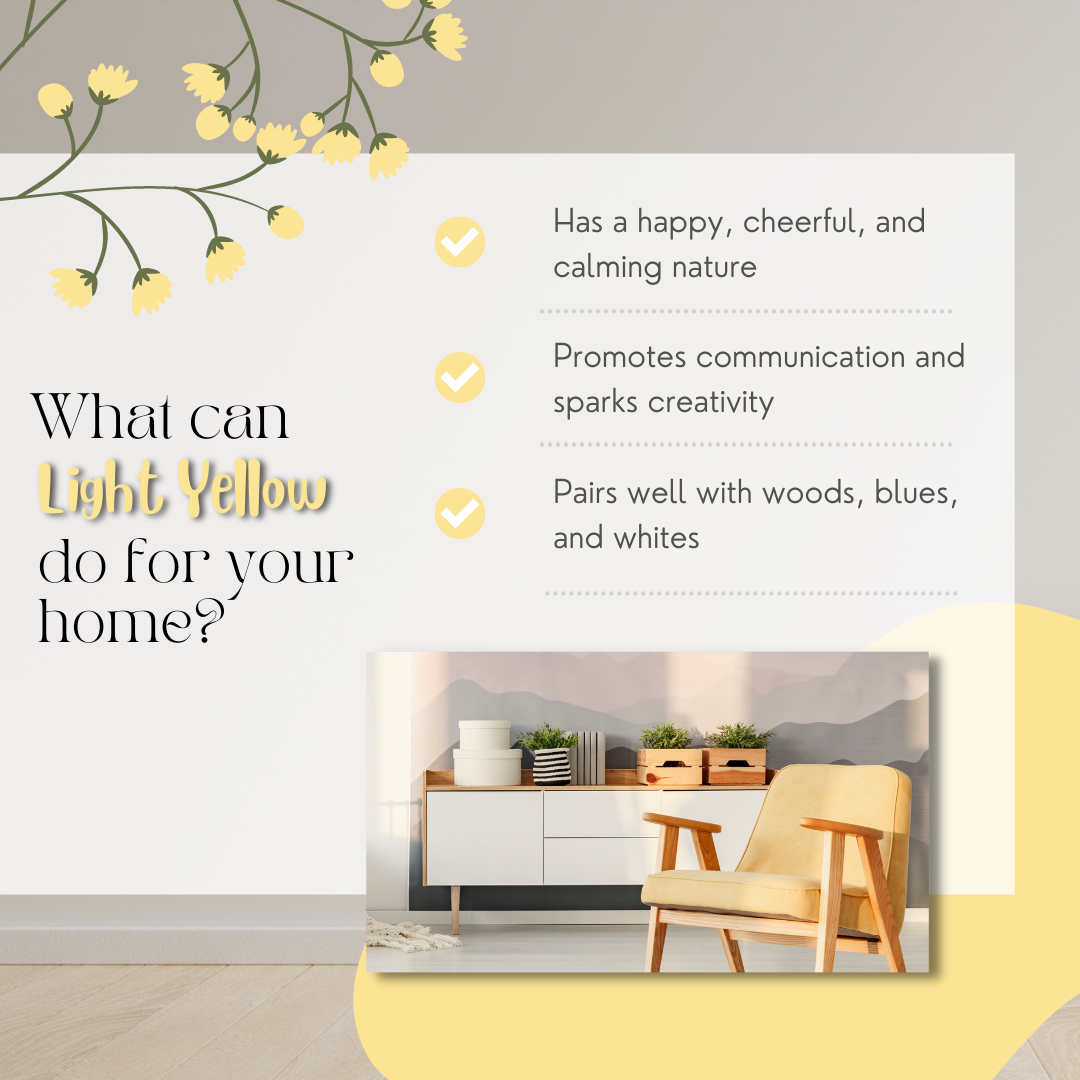 What can
Light Yellow
do for your
home?
Has a happy, cheerful, and
calming nature
Promotes communication and
sparks creativity
Pairs well with woods, blues,
and whites